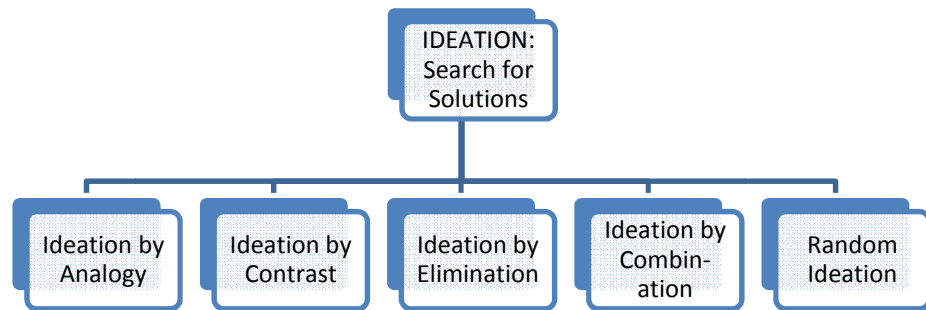 IDEATION:
Search for
Solutions
Ideation by
Analogy
Ideation by
Contrast
Ideation by
Elimination
Ideation by
Combin-
ation
Random
Ideation